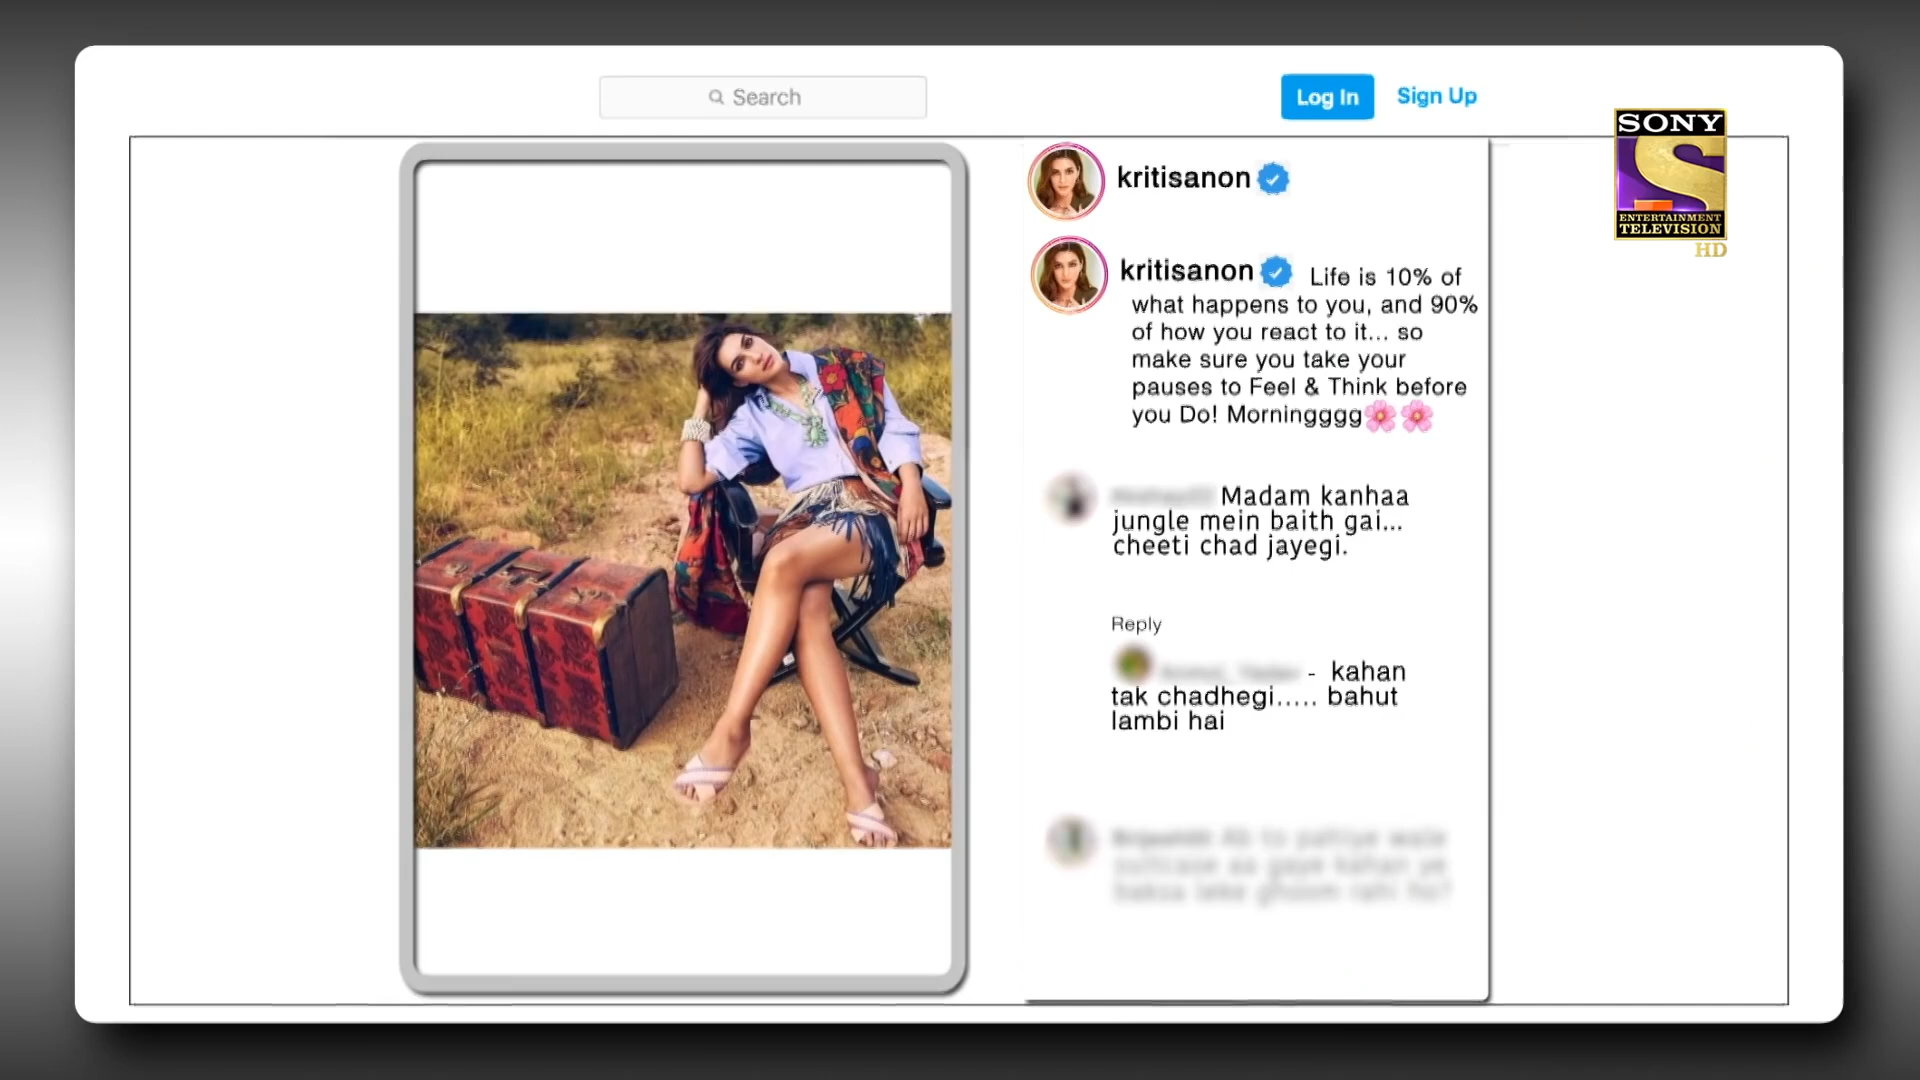 Search
Log In
Sign Up
SONY
ENTERTAINMENT
TELEVISION
HD
kritisanon
kritisanon Life is 10% of
what happens to you, and 90%
of how you react to it... so
make sure you take your
pauses to Feel & Think before
you Do! Morningggg🌸🌸
Madam kanhaa
jungle mein baith gai...
cheeti chad jayegi.
Reply
- kahan
tak chadhegi..... bahut
lambi hai